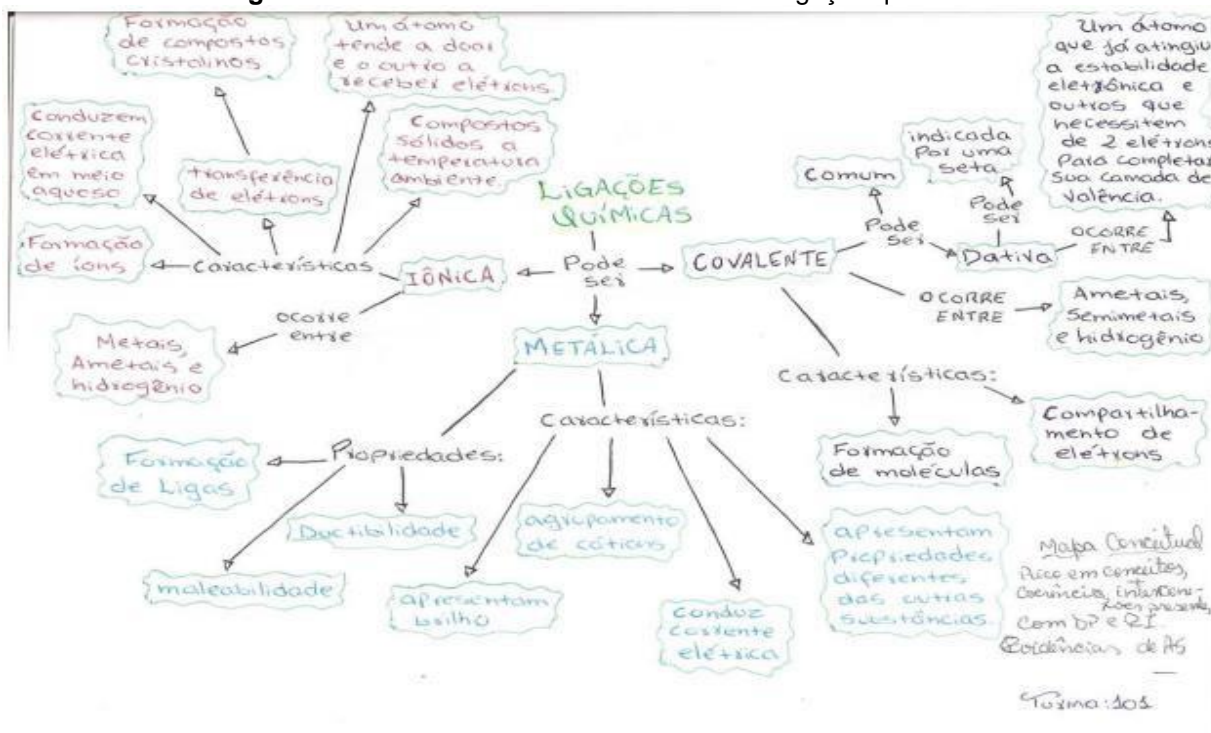 Formação
de compostos
cristalinos
Um átomo
tende a doar
e o outro a
receber elétrons.
Um átomo
que já atingiu
a estabilidade
eletrônica e
outros que
necessitem
de 2 elétrons
Para completar
sua camada de
valência.
Conduzem
corrente
elétrica
em meio
aquoso
transferência
de elétrons
Compostos
sólidos a
temperatura
ambiente.
LIGAÇÕES
QUÍMICAS
Comum
indicada
Por uma
seta
Pode
ser
Pode
ser
Dativa
OCORRE
ENTRE
Formação
de íons
Características
IÔNICA
Pode
ser
COVALENTE
OCORRE
ENTRE
Ametais,
Semimetais
e hidrogênio
ocorre
entre
Metais,
Ametais e
hidrogênio
METÁLICA
Características:
Formação
de moléculas
Compartilha-
mento de
elétrons
Propriedades:
Características:
Formação
de Ligas
Ductibilidade
maleabilidade
apresentam
brilho
agrupamento
de cátions
conduz
corrente
elétrica
apresentam
Propriedades
diferentes
das outras
substâncias.
Mapa Conceitual
Rico em conceitos,
com DP e RI
Evidências de AS
Turma:101